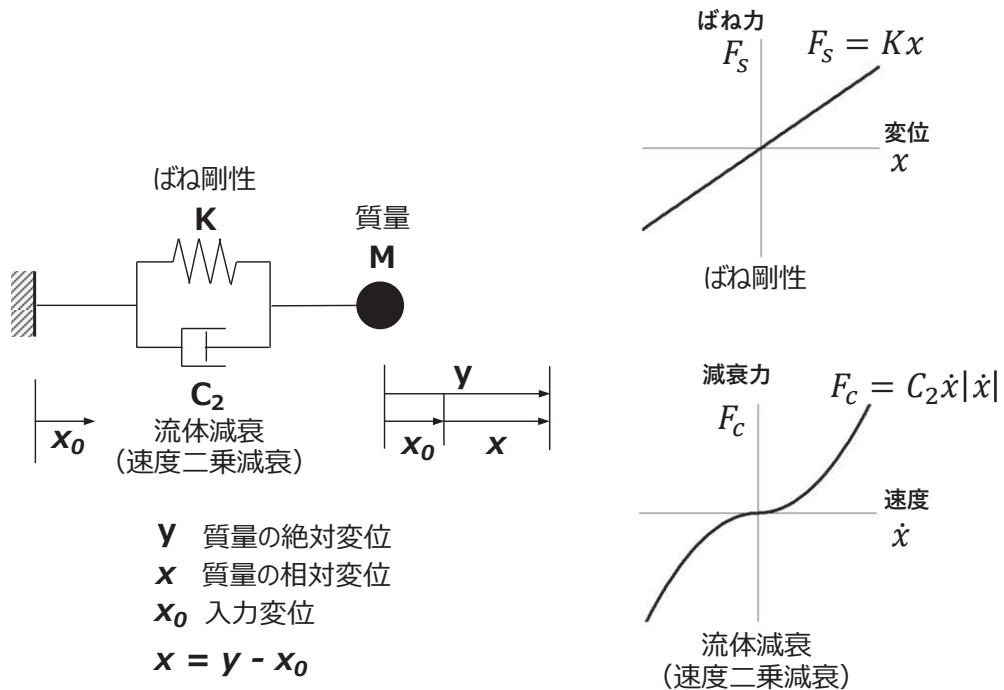 ばね剛性
K
質量
M
C₂
流体減衰
（速度二乗減衰）
x₀
y
x₀ x
y 質量の絶対変位
x 質量の相対変位
x₀ 入力変位
x = y - x₀
ばね力
Fₛ
Fₛ = Kx
変位
x
ばね剛性
減衰力
F_c
F_c = C₂ẋ|ẋ|
速度
ẋ
流体減衰
（速度二乗減衰）